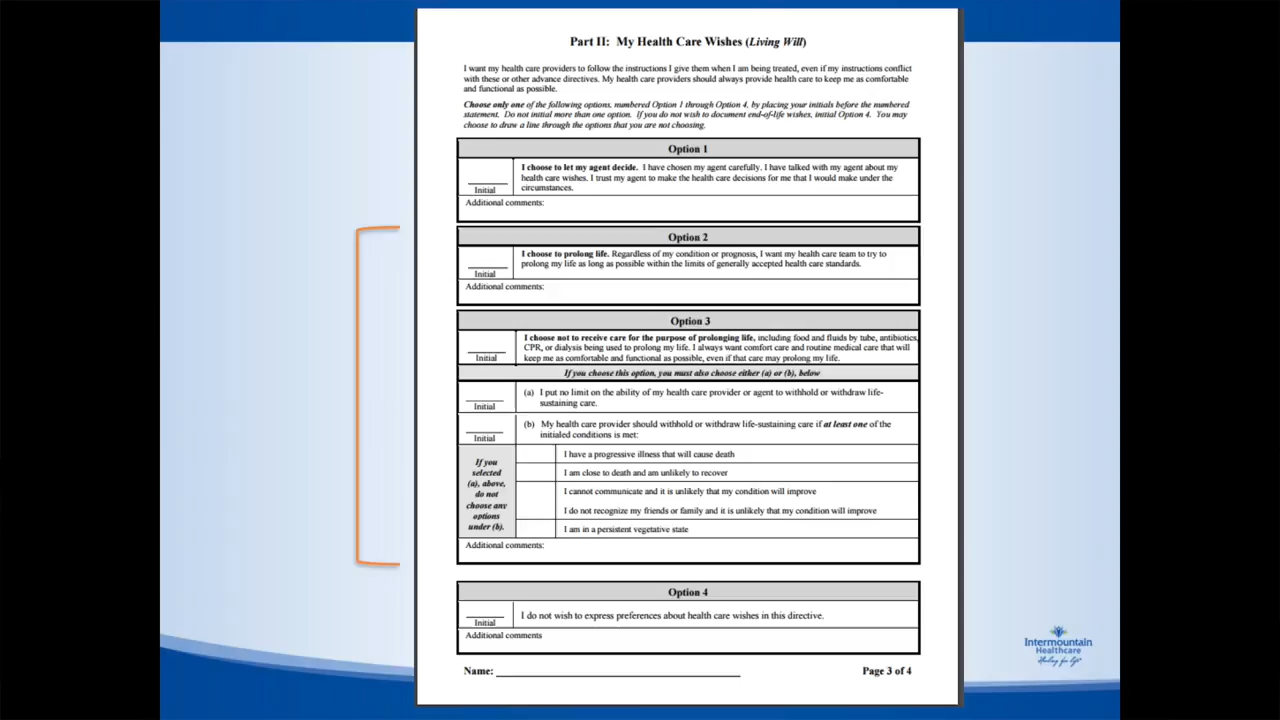 Part II: My Health Care Wishes (Living Will)
I want my health care providers to follow the instructions I give them when I am being treated, even if my instructions conflict
with these or other advance directives. My health care providers should always provide health care to keep me as comfortable
and functional as possible.
Choose only one of the following options, numbered Option 1 through Option 4, by placing your initials before the numbered
statement. Do not initial more than one option. If you do not wish to document end-of-life wishes, initial Option 4. You may
choose to draw a line through the options that you are not choosing.
Option 1
I choose to let my agent decide. I have chosen my agent carefully. I have talked with my agent about my
health care wishes. I trust my agent to make the health care decisions for me that I would make under the
circumstances.
Initial
Additional comments:
Option 2
I choose to prolong life. Regardless of my condition or prognosis, I want my health care team to try to
prolong my life as long as possible within the limits of generally accepted health care standards.
Initial
Additional comments:
Option 3
I choose not to receive care for the purpose of prolonging life, including food and fluids by tube, antibiotics,
CPR, or dialysis being used to prolong my life. I always want comfort care and routine medical care that will
keep me as comfortable and functional as possible, even if that care may prolong my life.
Initial
If you choose this option, you must also choose either (a) or (b), below
(a) I put no limit on the ability of my health care provider or agent to withhold or withdraw life-
sustaining care.
Initial
(b) My health care provider should withhold or withdraw life-sustaining care if at least one of the
initialed conditions is met:
Initial
If you
selected
(a), above,
do not
choose any
options
under (b).
I have a progressive illness that will cause death
I am close to death and am unlikely to recover
I cannot communicate and it is unlikely that my condition will improve
I do not recognize my friends or family and it is unlikely that my condition will improve
I am in a persistent vegetative state
Additional comments:
Option 4
I do not wish to express preferences about health care wishes in this directive.
Initial
Additional comments
Name:
Page 3 of 4
Intermountain
Healthcare
Healing for life